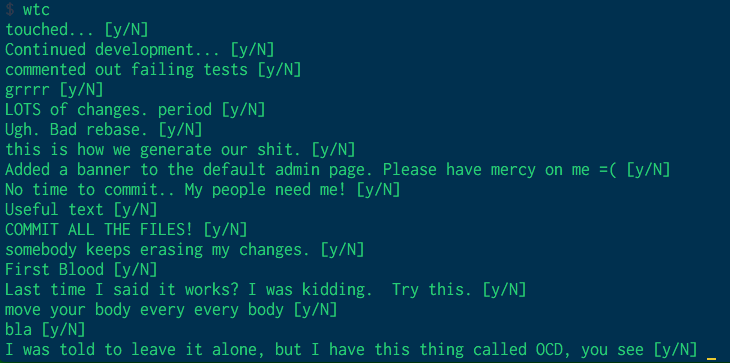 $ wtc
touched... [y/N]
Continued development... [y/N]
commented out failing tests [y/N]
grrrr [y/N]
LOTS of changes. period [y/N]
Ugh. Bad rebase. [y/N]
this is how we generate our shit. [y/N]
Added a banner to the default admin page. Please have mercy on me =( [y/N]
No time to commit.. My people need me! [y/N]
Useful text [y/N]
COMMIT ALL THE FILES! [y/N]
somebody keeps erasing my changes. [y/N]
First Blood [y/N]
Last time I said it works? I was kidding.  Try this. [y/N]
move your body every every body [y/N]
bla [y/N]
I was told to leave it alone, but I have this thing called OCD, you see [y/N] _